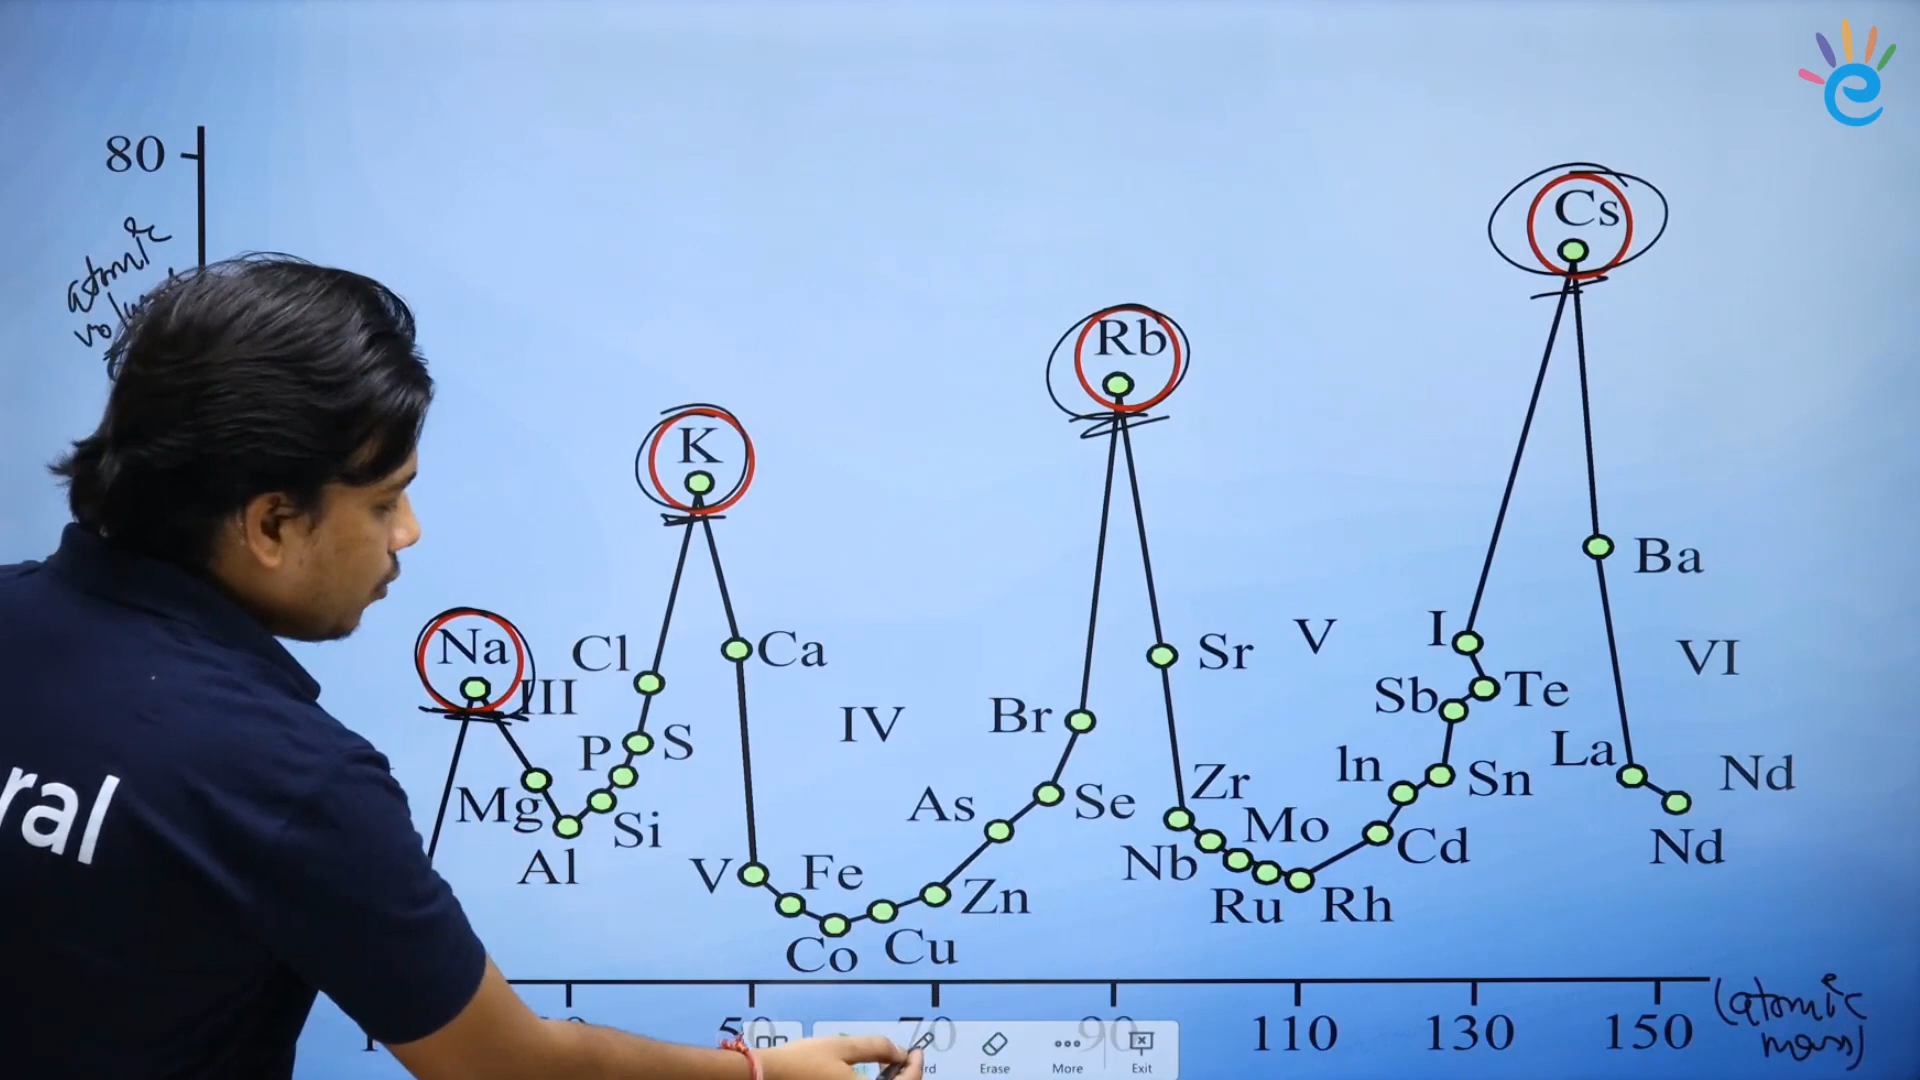 80
atomic
Cs
Rb
K
Na
III
Cl
Ca
P
S
Mg
Si
Al
IV
V
Fe
Co
Cu
Zn
As
Se
Br
Sr
V
Zr
Nb
Mo
Ru
Rh
Cd
ln
Sn
Sb
Te
I
Ba
VI
La
Nd
Nd
50
70
90
110
130
150
(atomic
mass)
Erase
More
Exit
ral